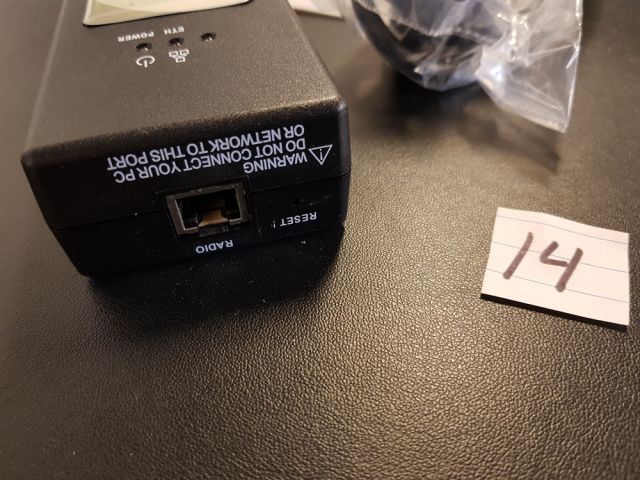 POWER ETH
⚠ WARNING
DO NOT CONNECT YOUR PC
OR NETWORK TO THIS PORT
RADIO
RESET!
14